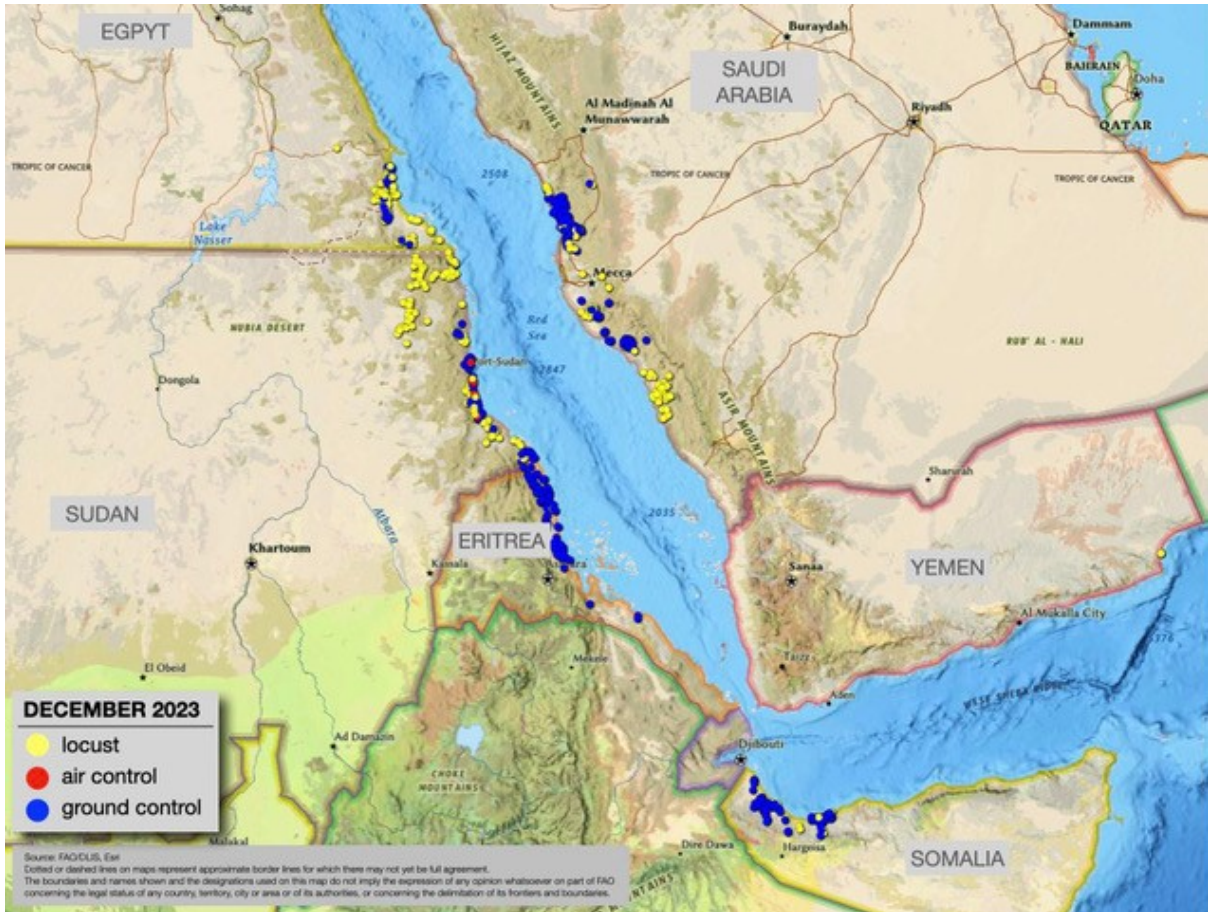 Sohag
EGPYT
Buraydah
Dammam
HIJAZ MOUNTAINS
SAUDI
ARABIA
BAHRAIN
Doha
Al Madinah Al
Munawwarah
Riyadh
QATAR
TROPIC OF CANCER
2508
TROPIC OF CANCER
TROPIC OF CANCER
Lake
Nasser
Mecca
NUBIA DESERT
Red
Sea
RUB' AL - HALI
ort-Sudan
2847
Dongola
ASIR MOUNTAINS
Sharurah
SUDAN
Atbara
2035
ERITREA
Khartoum
Kassala
Sanaa
YEMEN
Al Mukalla City
Mekele
Taizz
5376
El Obeid
Aden
WEST SHEBA RIDGE
DECEMBER 2023
locust
air control
ground control
Ad Damazin
Djibouti
CHOKE
MOUNTAINS
Malakal
Dire Dawa
Hargeisa
SOMALIA
MOUNTAINS
Source: FAO/DLIS, Esri
Dotted or dashed lines on maps represent approximate border lines for which there may not yet be full agreement.
The boundaries and names shown and the designations used on this map do not imply the expression of any opinion whatsoever on part of FAO
concerning the legal status of any country, territory, city or area or of its authorities, or concerning the delimitation of its frontiers and boundaries.